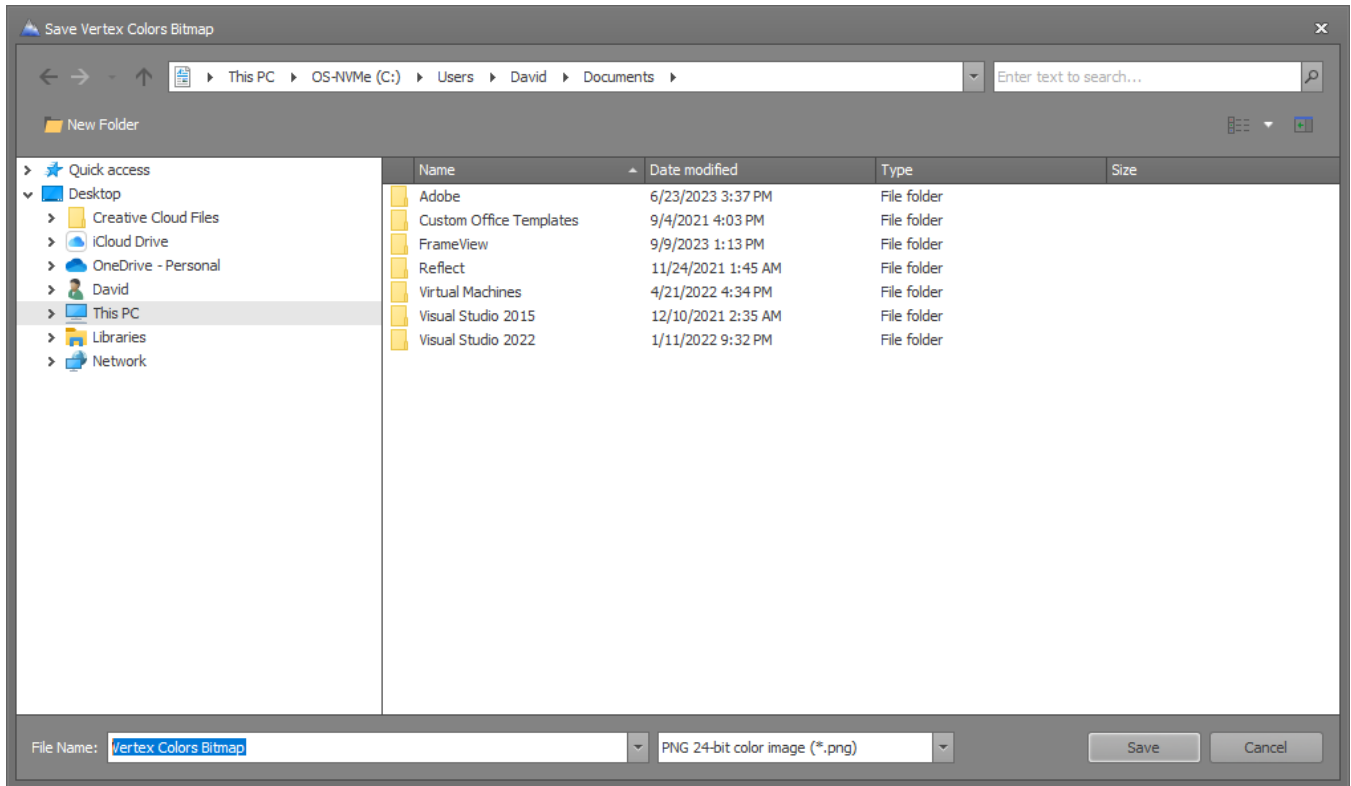 Save Vertex Colors Bitmap
This PC OS-NVMe (C:) Users David Documents
Enter text to search...
New Folder
Quick access
Desktop
Creative Cloud Files
iCloud Drive
OneDrive - Personal
David
This PC
Libraries
Network
Name Date modified Type Size
Adobe 6/23/2023 3:37 PM File folder
Custom Office Templates 9/4/2021 4:03 PM File folder
FrameView 9/9/2023 1:13 PM File folder
Reflect 11/24/2021 1:45 AM File folder
Virtual Machines 4/21/2022 4:34 PM File folder
Visual Studio 2015 12/10/2021 2:35 AM File folder
Visual Studio 2022 1/11/2022 9:32 PM File folder
File Name: Vertex Colors Bitmap PNG 24-bit color image (*.png) Save Cancel